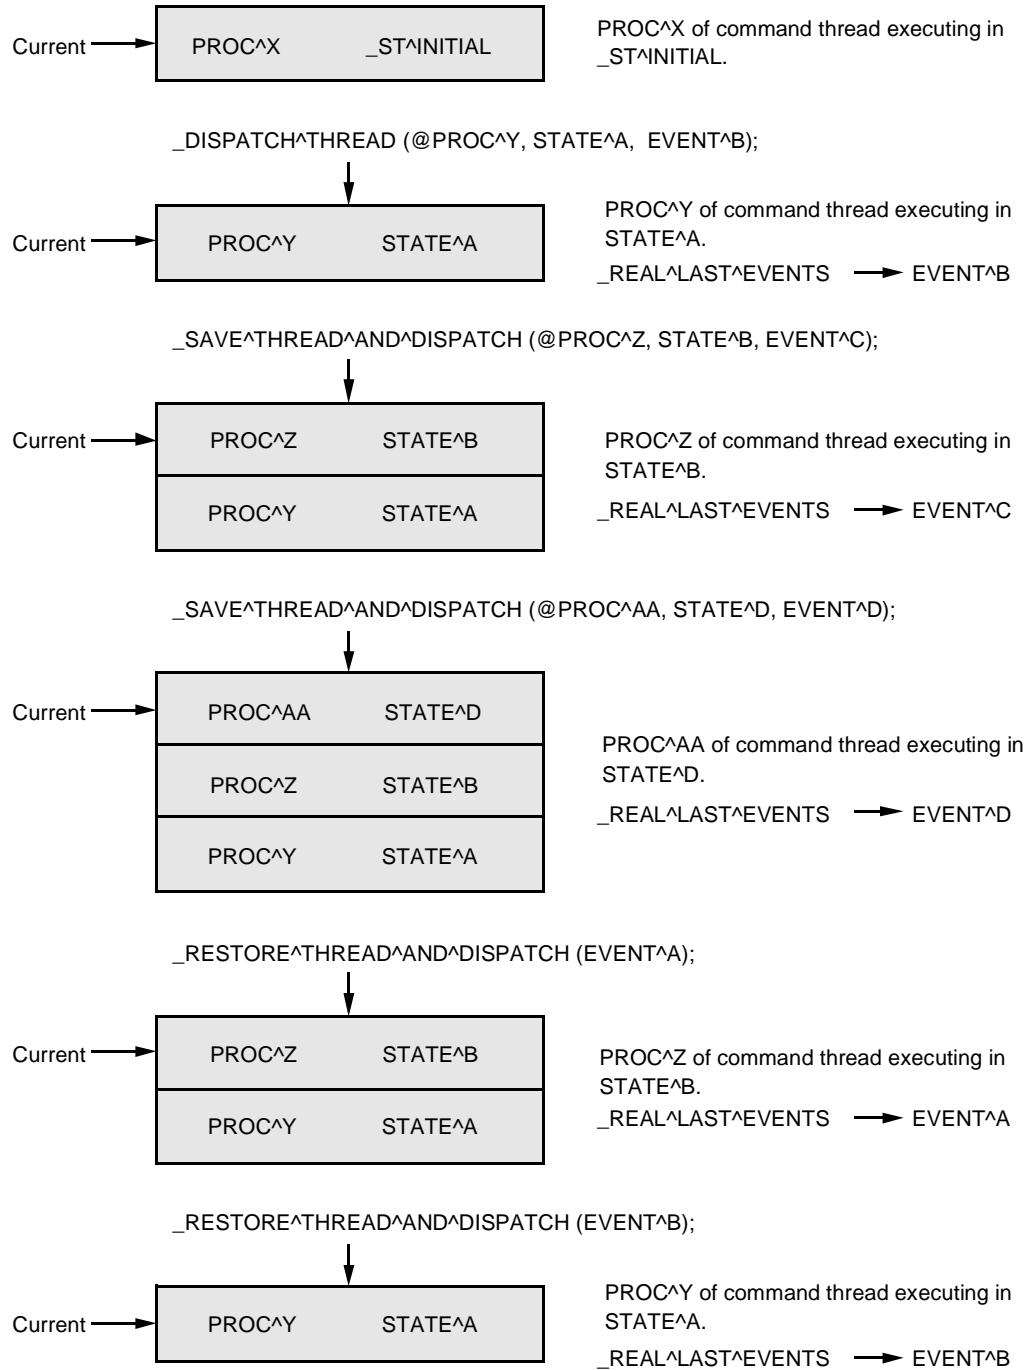 Current PROC^X _ST^INITIAL PROC^X of command thread executing in
_ST^INITIAL.
_DISPATCH^THREAD (@PROC^Y, STATE^A, EVENT^B);
PROC^Y of command thread executing in
Current PROC^Y STATE^A STATE^A.
_REAL^LAST^EVENTS EVENT^B
_SAVE^THREAD^AND^DISPATCH (@PROC^Z, STATE^B, EVENT^C);
Current PROC^Z STATE^B PROC^Z of command thread executing in
STATE^B.
PROC^Y STATE^A _REAL^LAST^EVENTS EVENT^C
_SAVE^THREAD^AND^DISPATCH (@PROC^AA, STATE^D, EVENT^D);
Current PROC^AA STATE^D
PROC^AA of command thread executing in
PROC^Z STATE^B STATE^D.
_REAL^LAST^EVENTS EVENT^D
PROC^Y STATE^A
_RESTORE^THREAD^AND^DISPATCH (EVENT^A);
Current PROC^Z STATE^B PROC^Z of command thread executing in
STATE^B.
PROC^Y STATE^A _REAL^LAST^EVENTS EVENT^A
_RESTORE^THREAD^AND^DISPATCH (EVENT^B);
PROC^Y of command thread executing in
Current PROC^Y STATE^A STATE^A.
_REAL^LAST^EVENTS EVENT^B